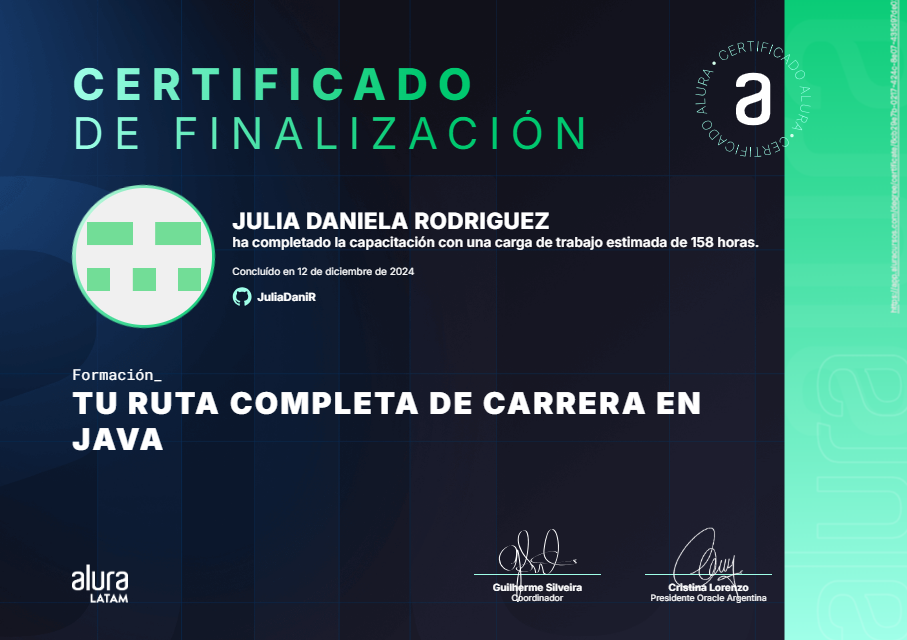 CERTIFICADO
DE FINALIZACIÓN
CERTIFICADO ALURA • CERTIFICADO ALURA •
a
JULIA DANIELA RODRIGUEZ
ha completado la capacitación con una carga de trabajo estimada de 158 horas.
Concluído en 12 de diciembre de 2024
JuliaDaniR
Formación_
TU RUTA COMPLETA DE CARRERA EN
JAVA
alura
LATAM
Guilherme Silveira
Coordinador
Cristina Lorenzo
Presidente Oracle Argentina
alura